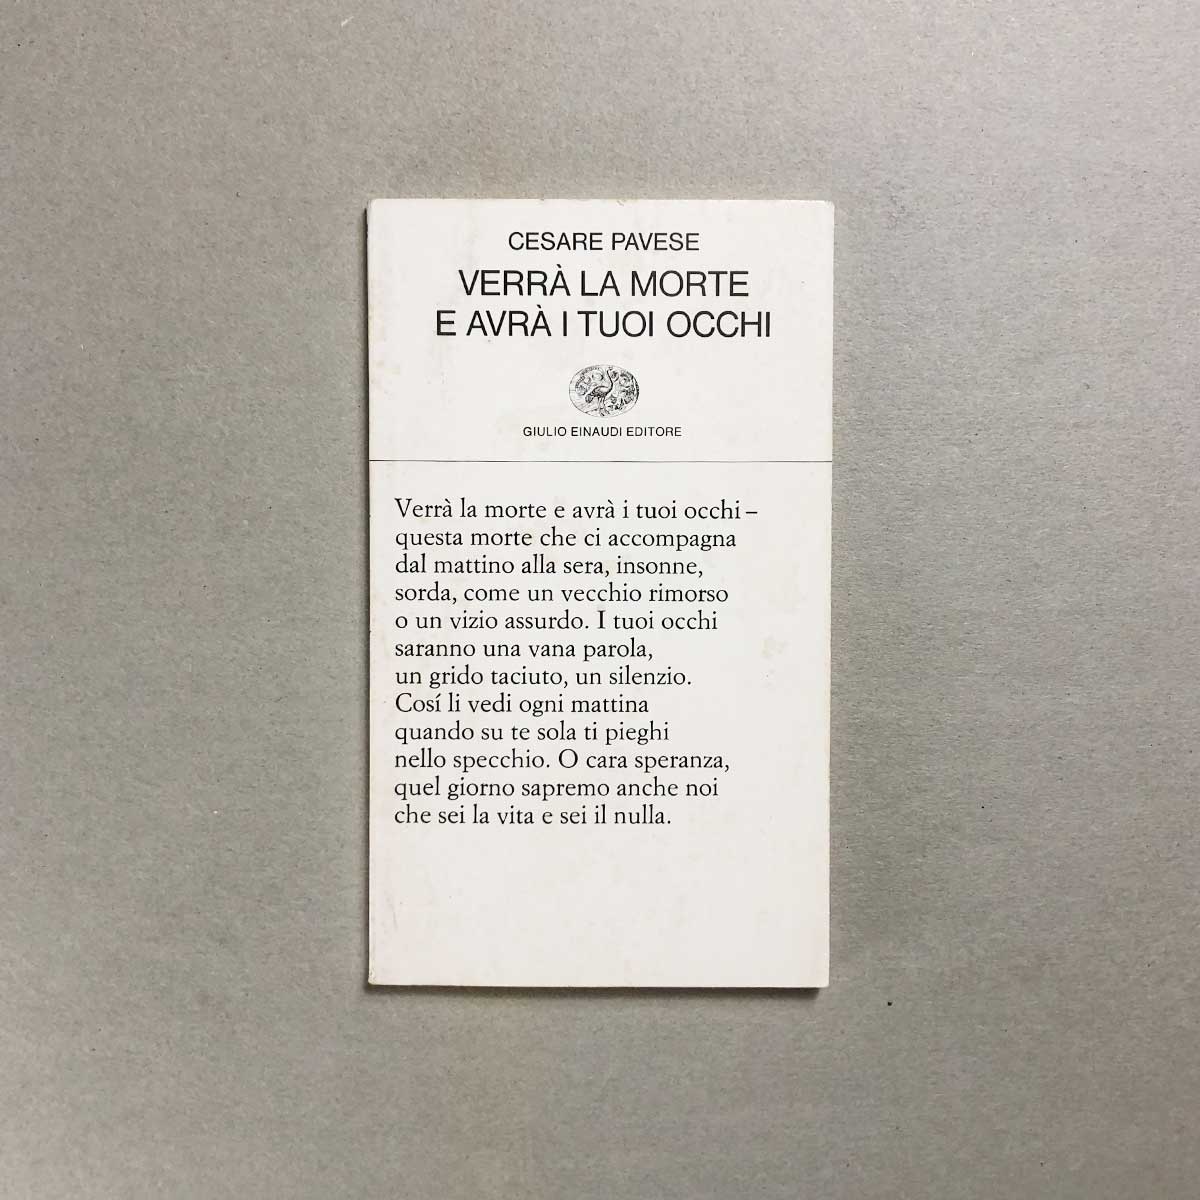 CESARE PAVESE
VERRÀ LA MORTE
E AVRÀ I TUOI OCCHI
GIULIO EINAUDI EDITORE
Verrà la morte e avrà i tuoi occhi –
questa morte che ci accompagna
dal mattino alla sera, insonne,
sorda, come un vecchio rimorso
o un vizio assurdo. I tuoi occhi
saranno una vana parola,
un grido taciuto, un silenzio.
Cosí li vedi ogni mattina
quando su te sola ti pieghi
nello specchio. O cara speranza,
quel giorno sapremo anche noi
che sei la vita e sei il nulla.